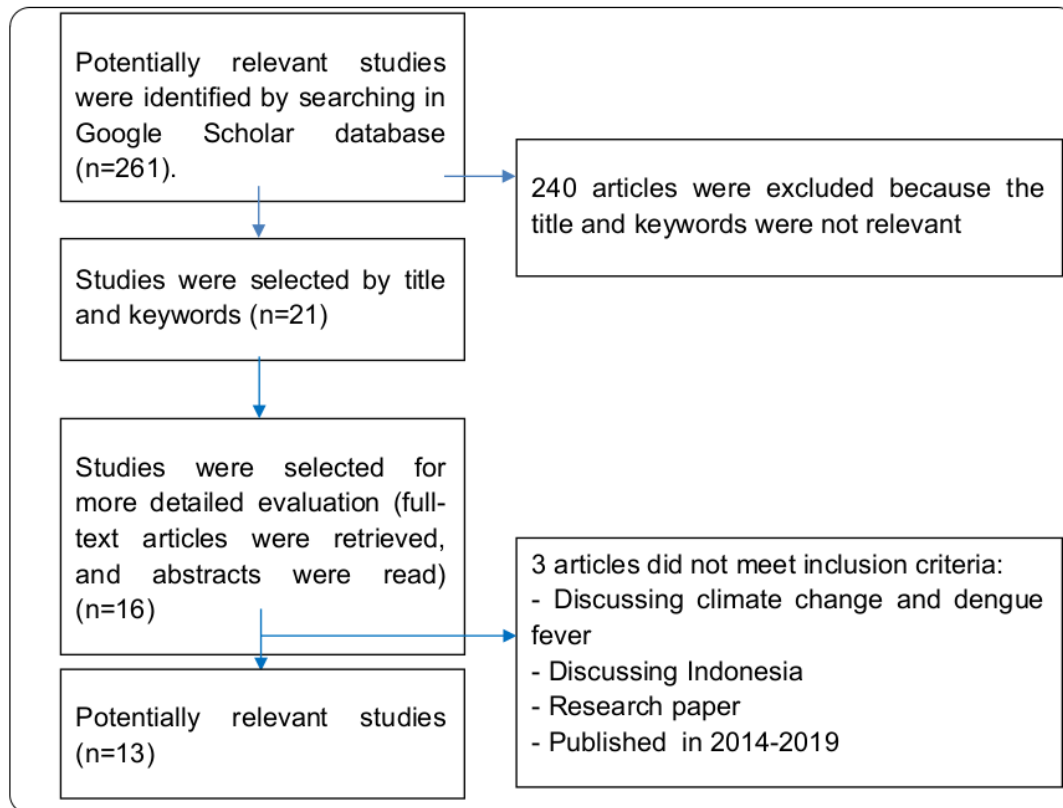 Potentially relevant studies
were identified by searching in
Google Scholar database
(n=261).
240 articles were excluded because the
title and keywords were not relevant
Studies were selected by title
and keywords (n=21)
Studies were selected for
more detailed evaluation (full-
text articles were retrieved,
and abstracts were read)
(n=16)
3 articles did not meet inclusion criteria:
- Discussing climate change and dengue
fever
- Discussing Indonesia
- Research paper
- Published in 2014-2019
Potentially relevant studies
(n=13)